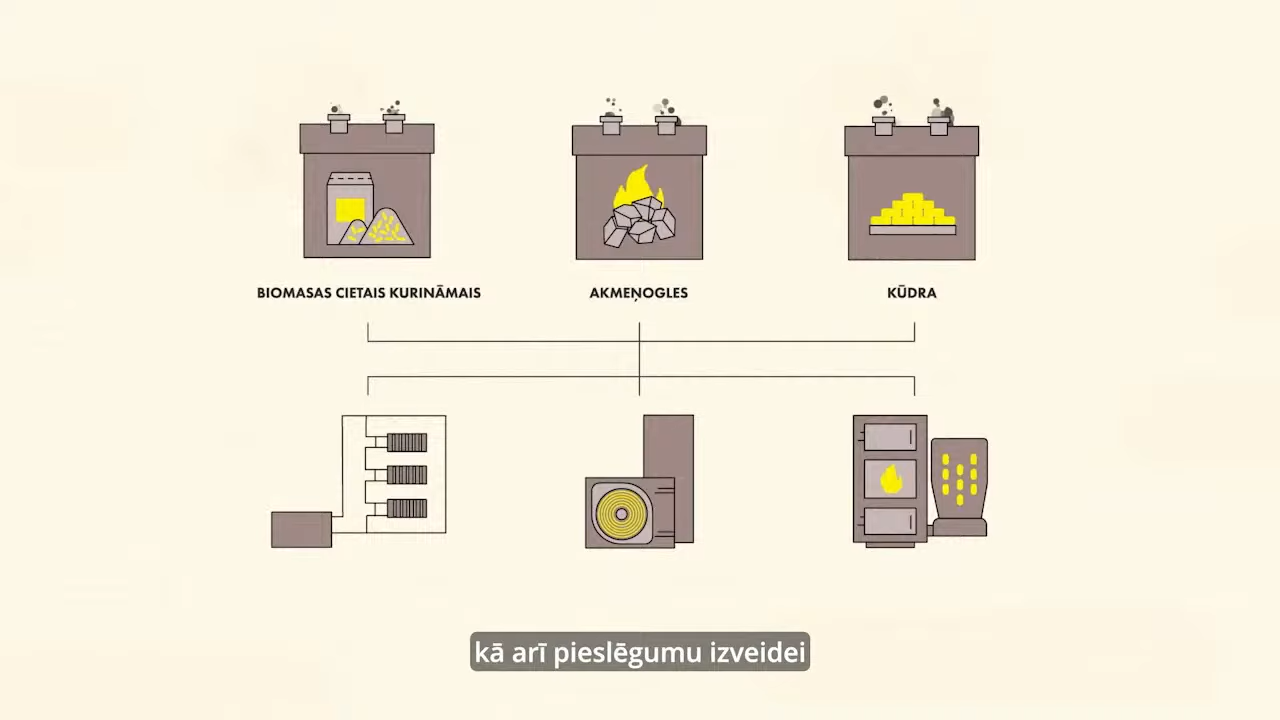 BIOMASAS CIETAIS KURINĀMAIS
AKMEŅOGLES
KŪDRA
kā arī pieslēgumu izveidei